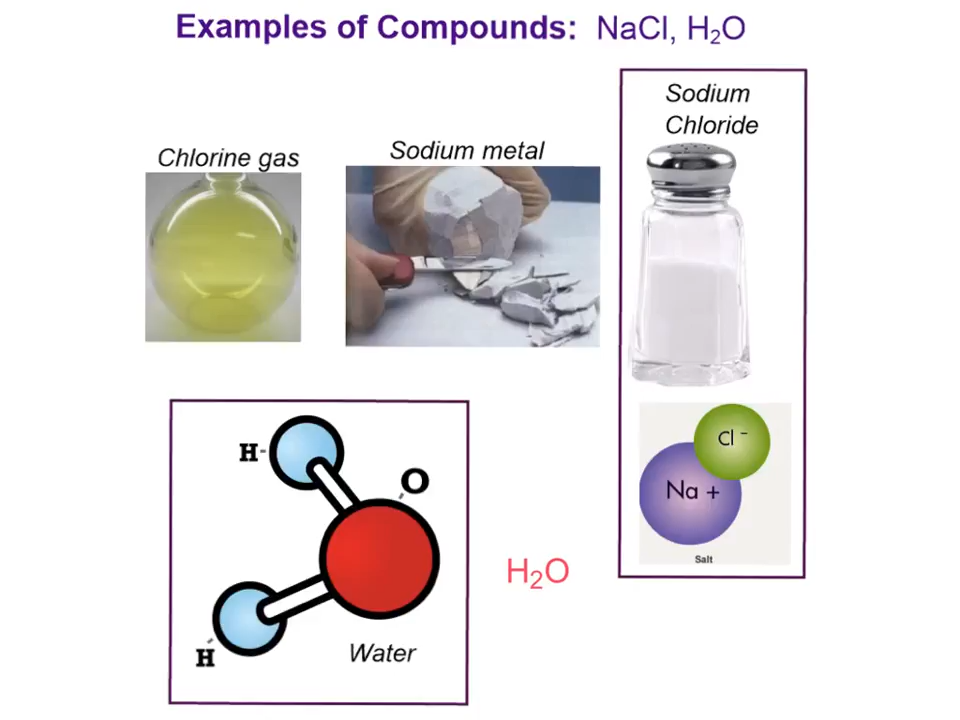 Examples of Compounds: NaCl, H₂O
Sodium
Chloride
Chlorine gas
Sodium metal
Cl⁻
Na +
Salt
H
O
H₂O
H
Water